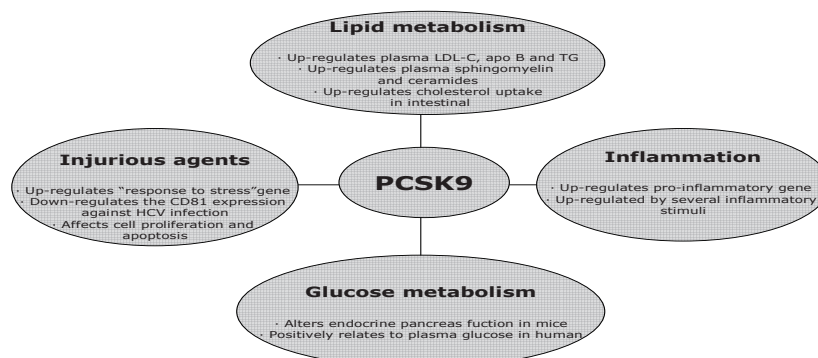 Lipid metabolism
· Up-regulates plasma LDL-C, apo B and TG
· Up-regulates plasma sphingomyelin
and ceramides
· Up-regulates cholesterol uptake
in intestinal
Injurious agents
· Up-regulates “response to stress”gene
· Down-regulates the CD81 expression
against HCV infection
· Affects cell proliferation and
apoptosis
PCSK9
Inflammation
· Up-regulates pro-inflammatory gene
· Up-regulated by several inflammatory
stimuli
Glucose metabolism
· Alters endocrine pancreas fuction in mice
· Positively relates to plasma glucose in human